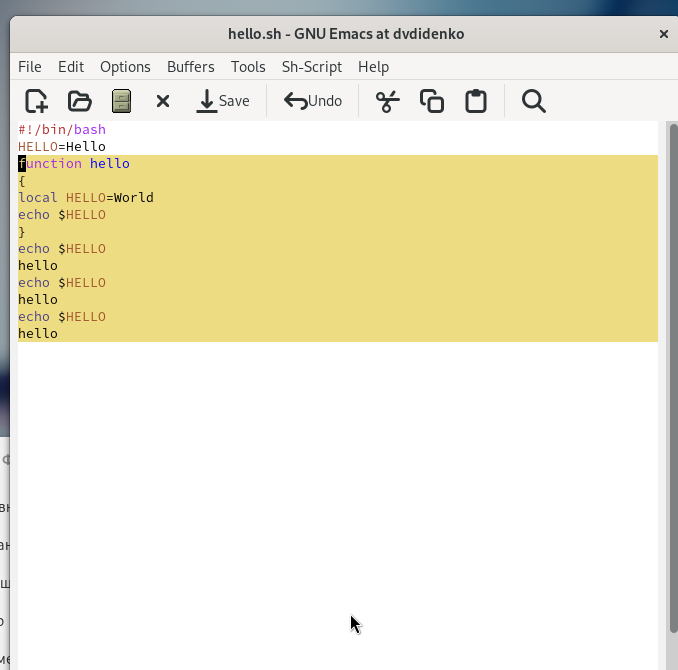 hello.sh - GNU Emacs at dvdidenko
File Edit Options Buffers Tools Sh-Script Help
Save Undo
#!/bin/bash
HELLO=Hello
function hello
{
local HELLO=World
echo $HELLO
}
echo $HELLO
hello
echo $HELLO
hello
echo $HELLO
hello